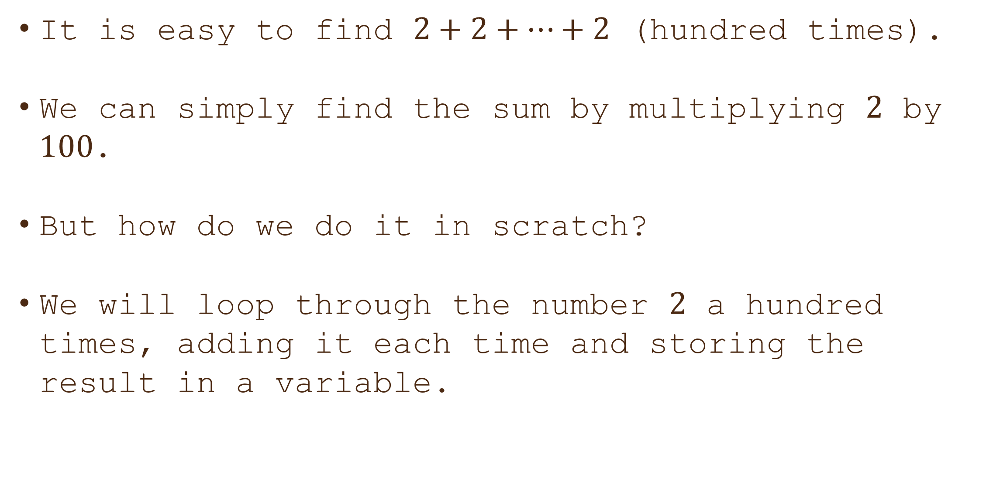 • It is easy to find 2 + 2 + ⋯ + 2 (hundred times).
• We can simply find the sum by multiplying 2 by
100.
• But how do we do it in scratch?
• We will loop through the number 2 a hundred
times, adding it each time and storing the
result in a variable.